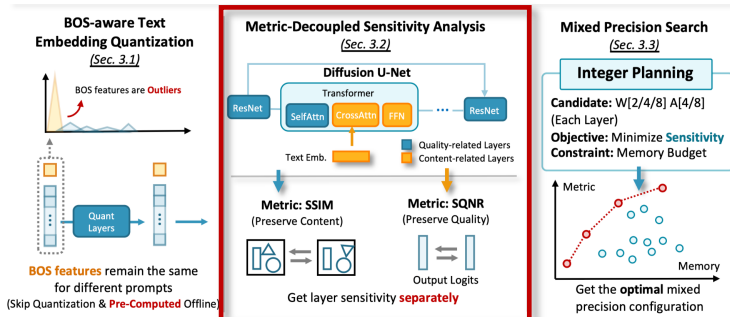 BOS-aware Text
Embedding Quantization
(Sec. 3.1)
BOS features are Outliers
Quant
Layers
BOS features remain the same
for different prompts
(Skip Quantization & Pre-Computed Offline)
Metric-Decoupled Sensitivity Analysis
(Sec. 3.2)
Diffusion U-Net
Transformer
ResNet
SelfAttn
CrossAttn
FFN
...
ResNet
Text Emb.
Quality-related Layers
Content-related Layers
Metric: SSIM
(Preserve Content)
Metric: SQNR
(Preserve Quality)
Output Logits
Get layer sensitivity separately
Mixed Precision Search
(Sec. 3.3)
Integer Planning
Candidate: W[2/4/8] A[4/8]
(Each Layer)
Objective: Minimize Sensitivity
Constraint: Memory Budget
Metric
Memory
Get the optimal mixed
precision configuration